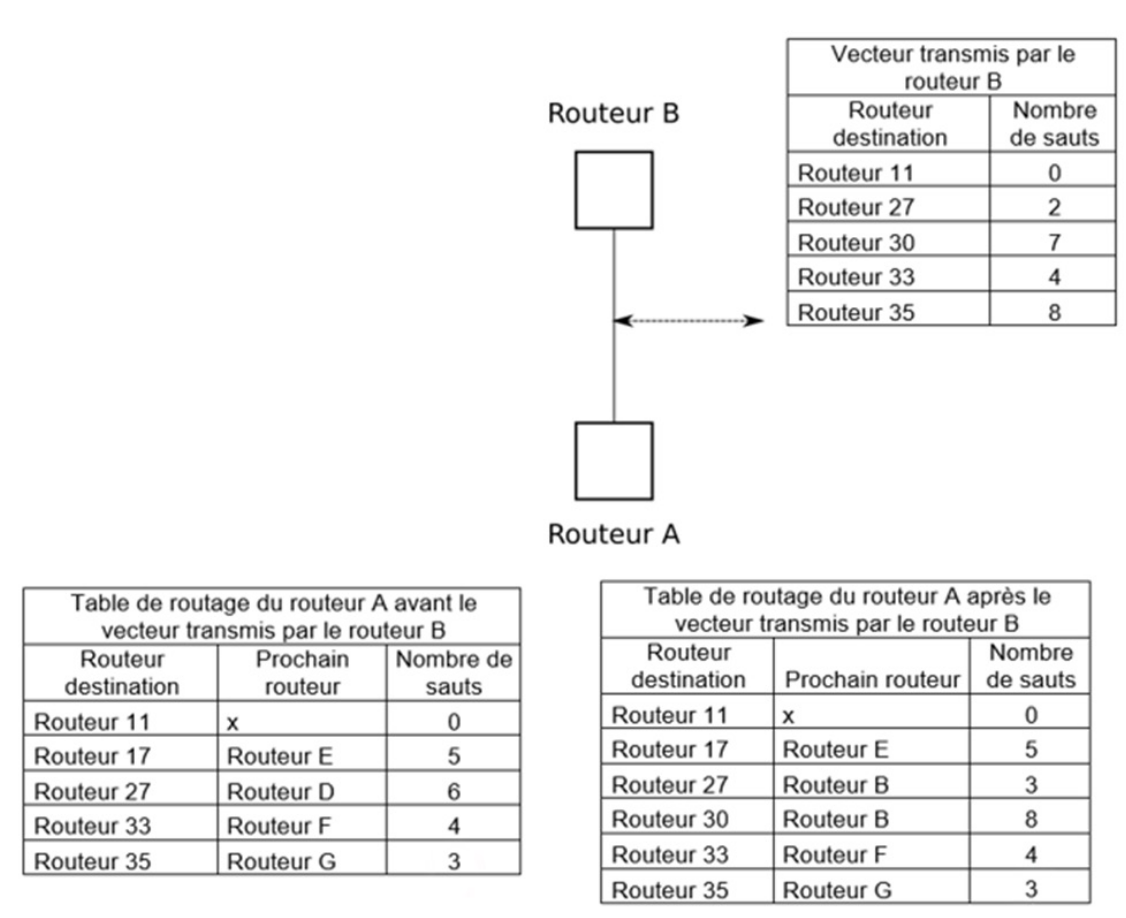 Vecteur transmis par le
routeur B
Routeur B
Routeur Nombre
destination de sauts
Routeur 11 0
Routeur 27 2
Routeur 30 7
Routeur 33 4
Routeur 35 8
Routeur A
Table de routage du routeur A avant le
vecteur transmis par le routeur B
Routeur Prochain Nombre de
destination routeur sauts
Routeur 11 x 0
Routeur 17 Routeur E 5
Routeur 27 Routeur D 6
Routeur 33 Routeur F 4
Routeur 35 Routeur G 3
Table de routage du routeur A après le
vecteur transmis par le routeur B
Routeur Nombre
destination Prochain routeur de sauts
Routeur 11 x 0
Routeur 17 Routeur E 5
Routeur 27 Routeur B 3
Routeur 30 Routeur B 8
Routeur 33 Routeur F 4
Routeur 35 Routeur G 3